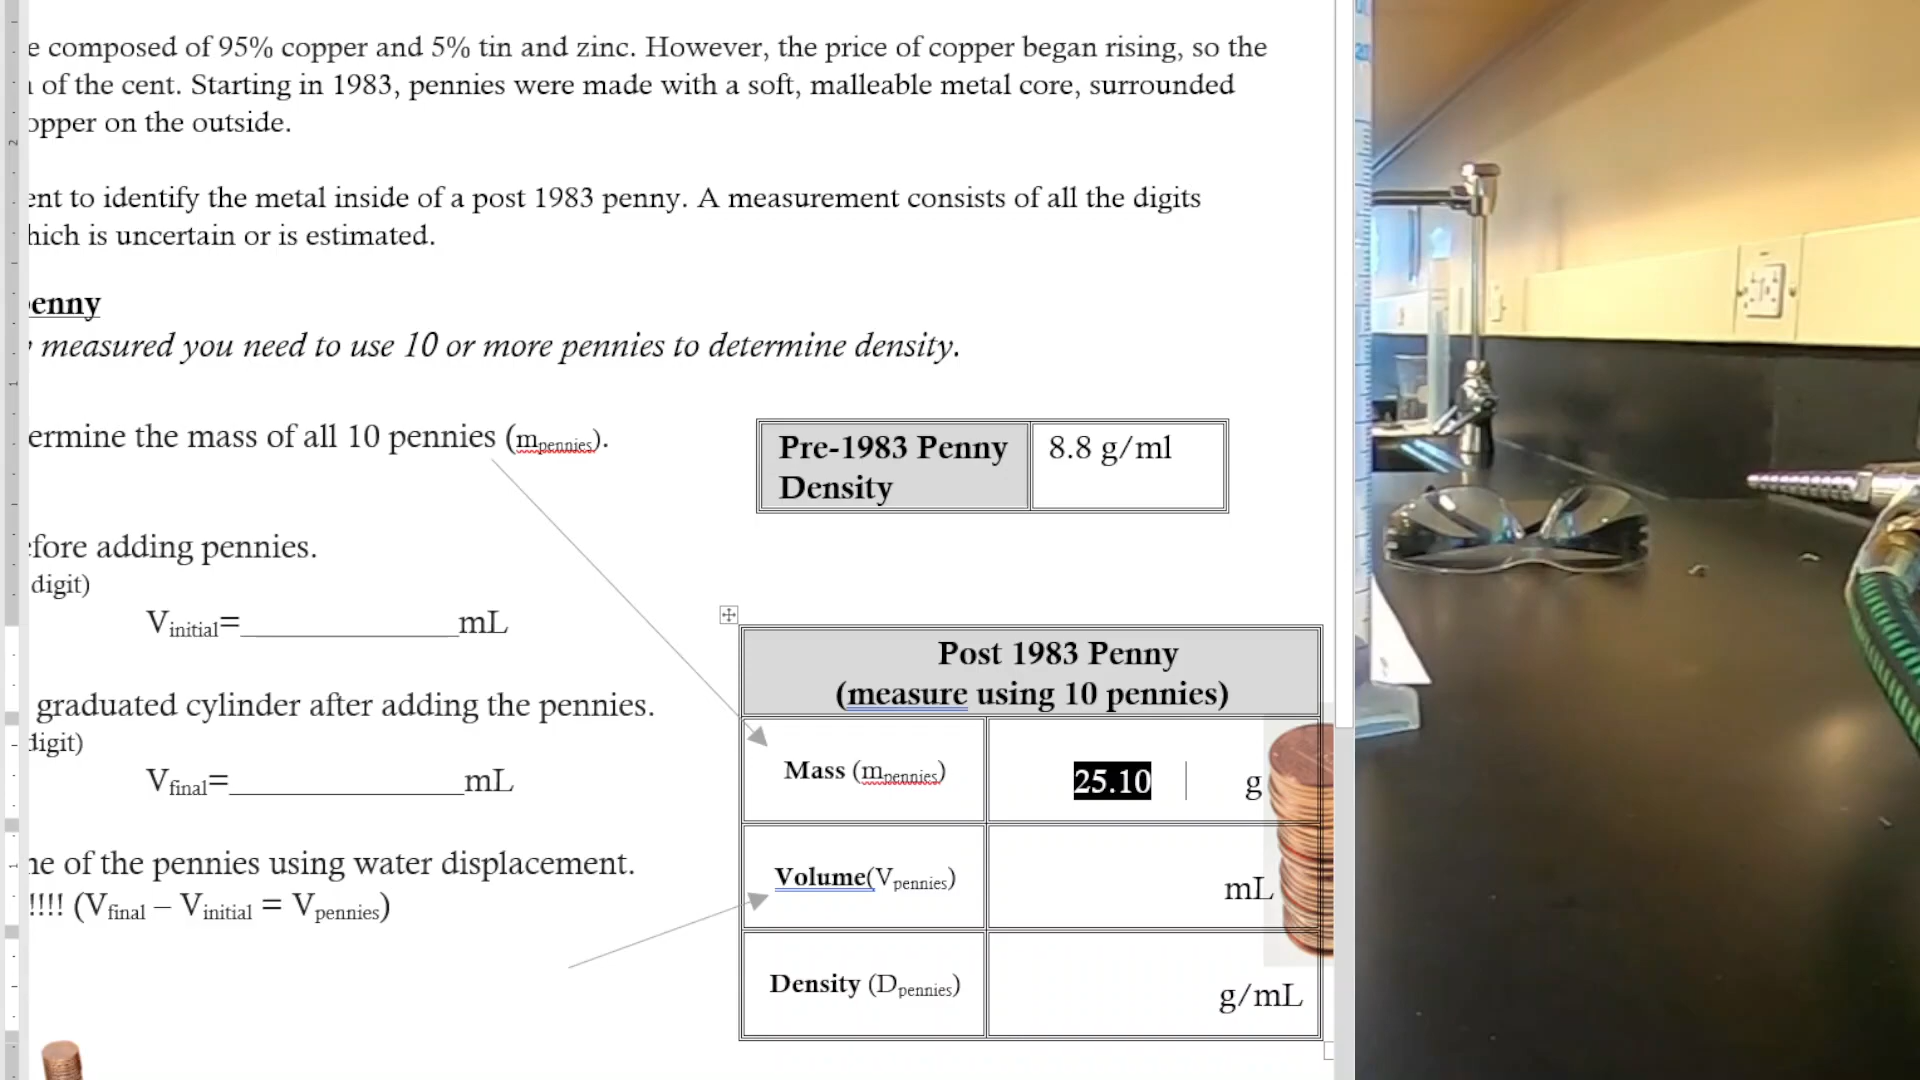 e composed of 95% copper and 5% tin and zinc. However, the price of copper began rising, so the
of the cent. Starting in 1983, pennies were made with a soft, malleable metal core, surrounded
opper on the outside.
ent to identify the metal inside of a post 1983 penny. A measurement consists of all the digits
hich is uncertain or is estimated.
enny
measured you need to use 10 or more pennies to determine density.
ermine the mass of all 10 pennies (mpennies).
Pre-1983 Penny Density
8.8 g/ml
fore adding pennies.
digit)
Vinitial=______________mL
graduated cylinder after adding the pennies.
digit)
Vfinal=_______________mL
ne of the pennies using water displacement.
!!!! (Vfinal – Vinitial = Vpennies)
Post 1983 Penny
(measure using 10 pennies)
Mass (mpennies)
25.10 g
Volume(Vpennies)
mL
Density (Dpennies)
g/mL